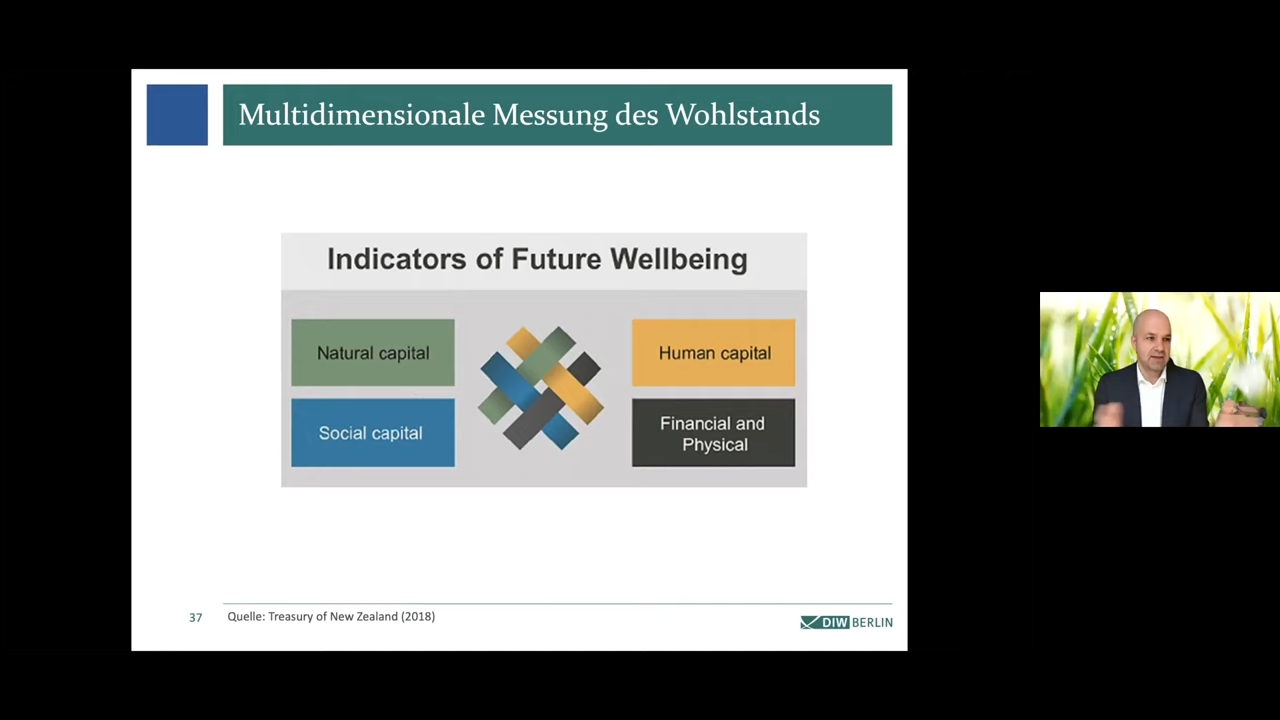 Multidimensionale Messung des Wohlstands
Indicators of Future Wellbeing
Natural capital
Human capital
Social capital
Financial and
Physical
37
Quelle: Treasury of New Zealand (2018)
DIW BERLIN